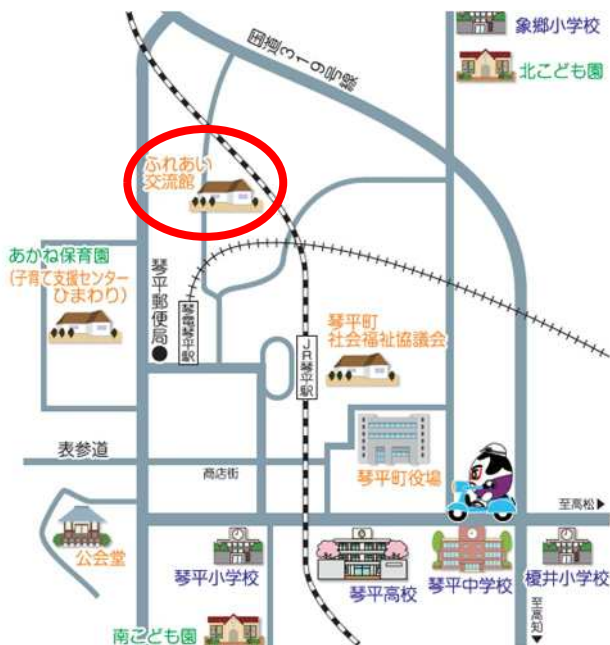 象郷小学校
北こども園
国道319号線
ふれあい
交流館
あかね保育園
(子育て支援センター
ひまわり)
琴平郵便局
琴電琴平駅
JR琴平駅
琴平町
社会福祉協議会
表参道
商店街
琴平町役場
至高松
公会堂
琴平小学校
琴平高校
琴平中学校
榎井小学校
至高知
南こども園